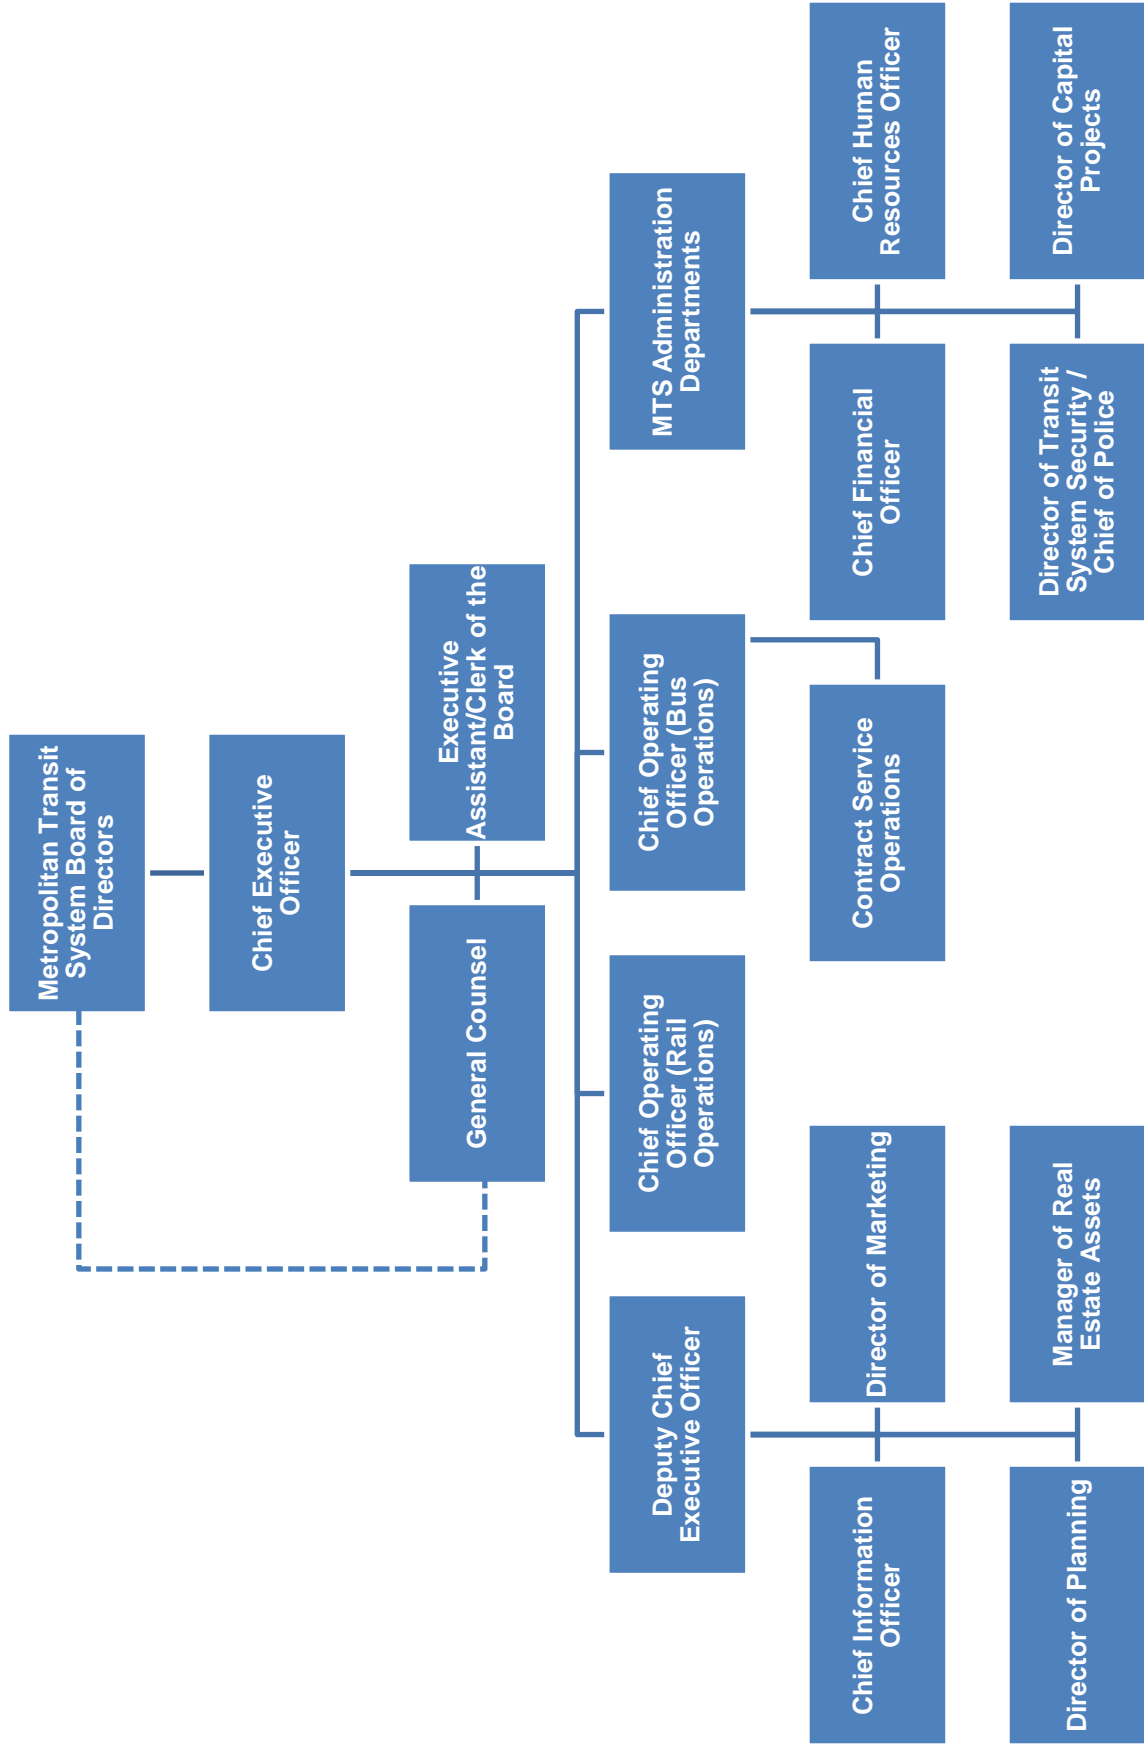 Metropolitan Transit
System Board of
Directors
Chief Executive
Officer
General Counsel
Executive
Assistant/Clerk of the
Board
Deputy Chief
Executive Officer
Chief Operating
Officer (Rail
Operations)
Chief Operating
Officer (Bus
Operations)
MTS Administration
Departments
Chief Information
Officer
Director of Marketing
Contract Service
Operations
Chief Financial
Officer
Chief Human
Resources Officer
Director of Planning
Manager of Real
Estate Assets
Director of Transit
System Security /
Chief of Police
Director of Capital
Projects